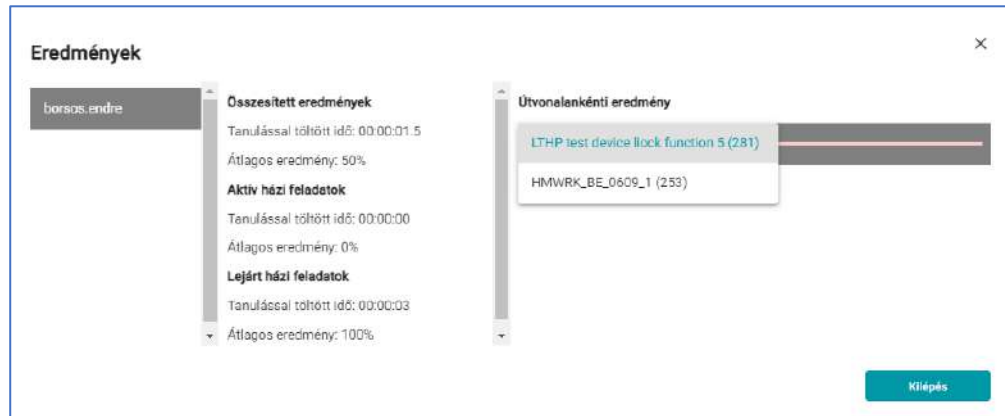 Eredmények
borsos.endre
Összesített eredmények
Tanulással töltött idő: 00:00:01.5
Átlagos eredmény: 50%
Aktív házi feladatok
Tanulással töltött idő: 00:00:00
Átlagos eredmény: 0%
Lejárt házi feladatok
Tanulással töltött idő: 00:00:03
Átlagos eredmény: 100%
Útvonalankénti eredmény
LTHP test device llock function 5 (281)
HMWRK_BE_0609_1 (253)
Kilépés